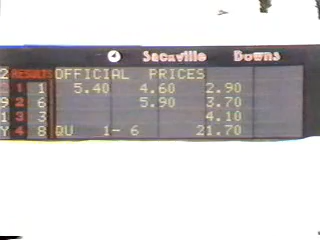 Sackville Downs
2 RESULTS OFFICIAL PRICES
1 1 5.40 4.60 2.90
9 2 6 5.90 3.70
1 3 3 4.10
Y 4 8 QU 1- 6 21.70